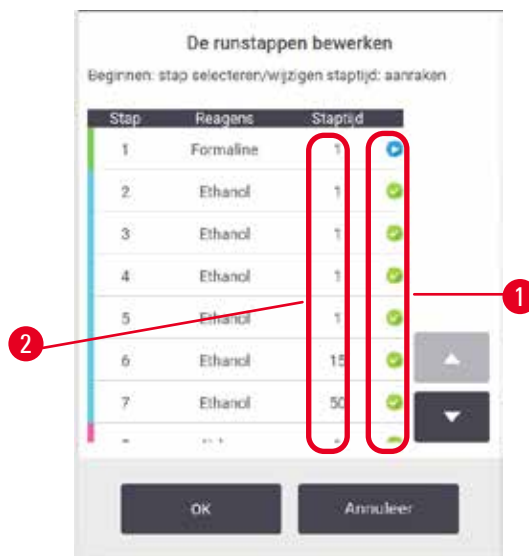 De runstappen bewerken
Beginnen: stap selecteren/wijzigen staptijd: aanraken
Stap Reagens Staptijd
1 Formaline 1
2 Ethanol 1
3 Ethanol 1
4 Ethanol 1
5 Ethanol 1
6 Ethanol 15
7 Ethanol 50
OK Annuleer
1
2